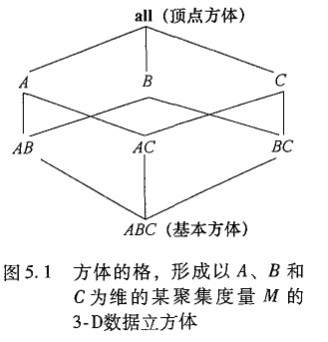 all（顶点方体）
A B C
AB AC BC
ABC（基本方体）
图5.1 方体的格，形成以 A、B 和
C 为维的某聚集度量 M 的
3-D数据立方体